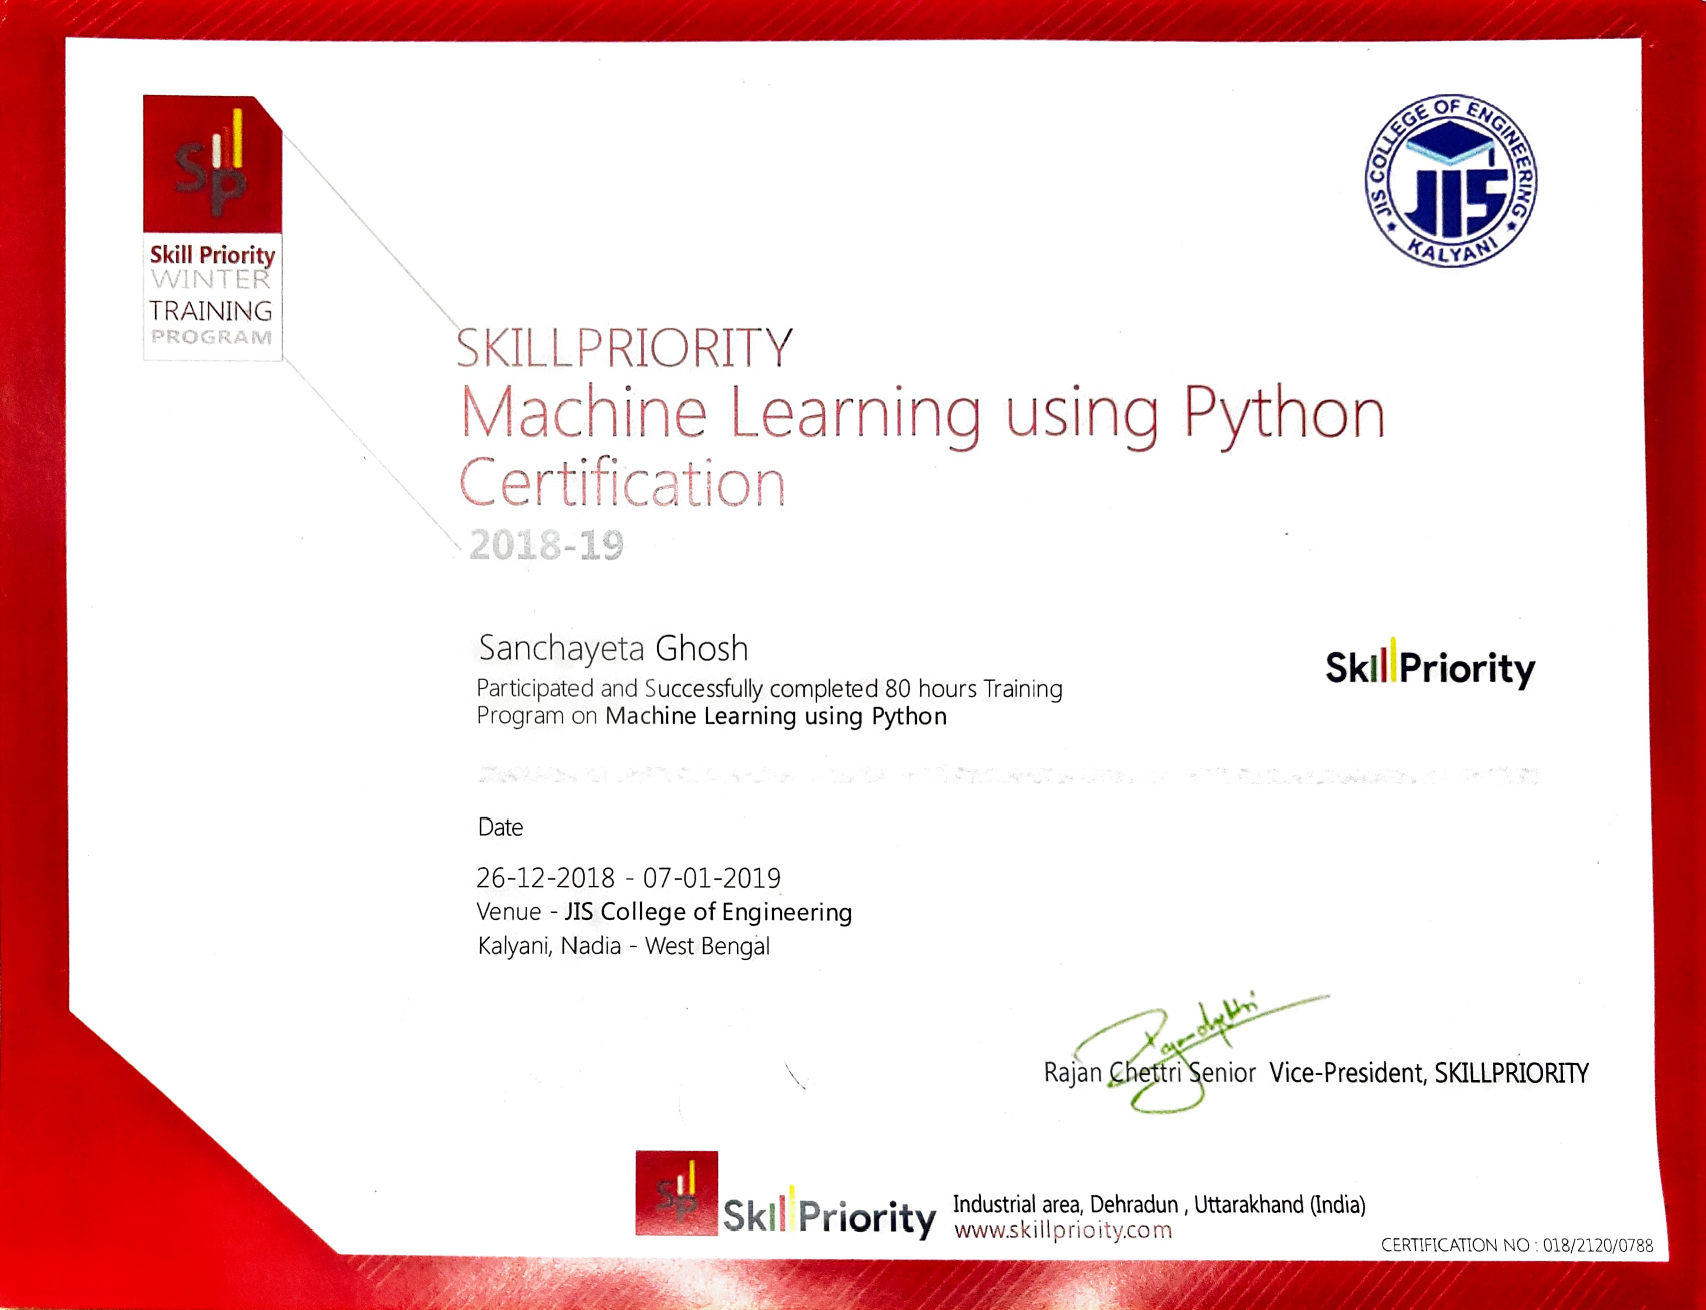 SP
Skill Priority
WINTER
TRAINING
PROGRAM
JIS COLLEGE OF ENGINEERING
JIS
KALYANI
SKILLPRIORITY
Machine Learning using Python
Certification
2018-19
Sanchayeta Ghosh
Participated and Successfully completed 80 hours Training
Program on Machine Learning using Python
SkillPriority
Date
26-12-2018 - 07-01-2019
Venue - JIS College of Engineering
Kalyani, Nadia - West Bengal
Rajan Chettri Senior Vice-President, SKILLPRIORITY
SP
SkillPriority
Industrial area, Dehradun , Uttarakhand (India)
www.skillprioity.com
CERTIFICATION NO : 018/2120/0788